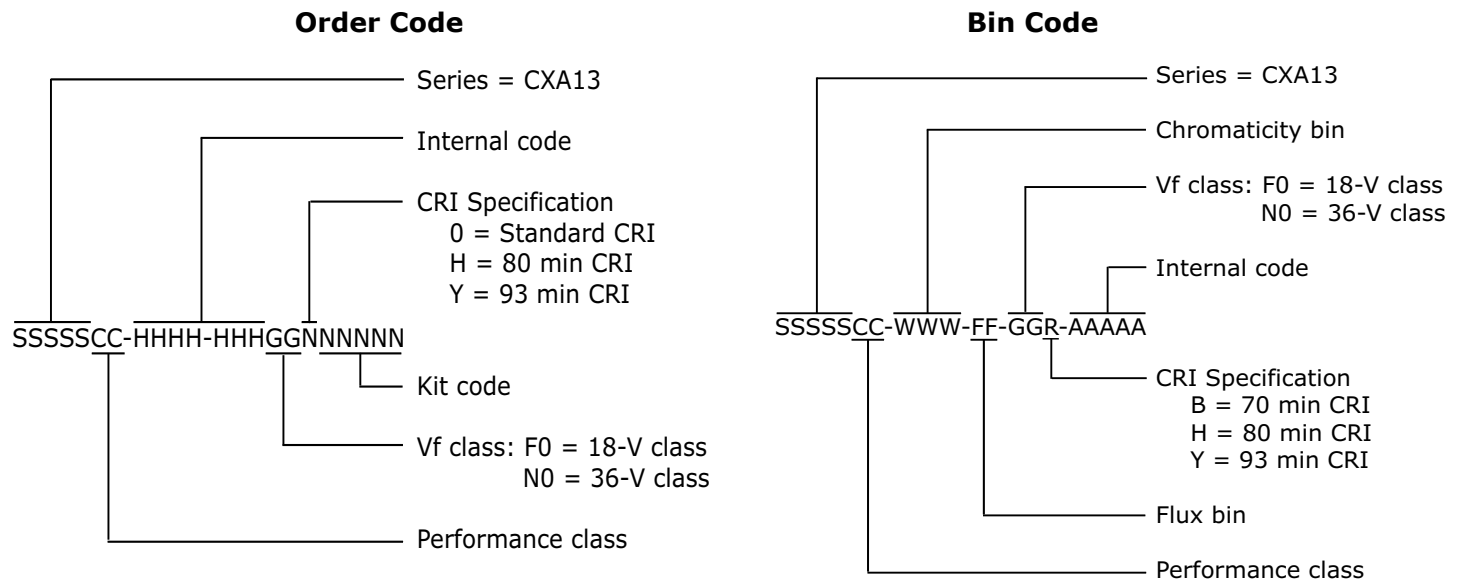 Order Code
Series = CXA13
Internal code
CRI Specification
0 = Standard CRI
H = 80 min CRI
Y = 93 min CRI
SSSSSCC-HHHH-HHHGGNNNNNN
Kit code
Vf class: F0 = 18-V class
N0 = 36-V class
Performance class
Bin Code
Series = CXA13
Chromaticity bin
Vf class: F0 = 18-V class
N0 = 36-V class
Internal code
SSSSSCC-WWW-FF-GGR-AAAAA
CRI Specification
B = 70 min CRI
H = 80 min CRI
Y = 93 min CRI
Flux bin
Performance class